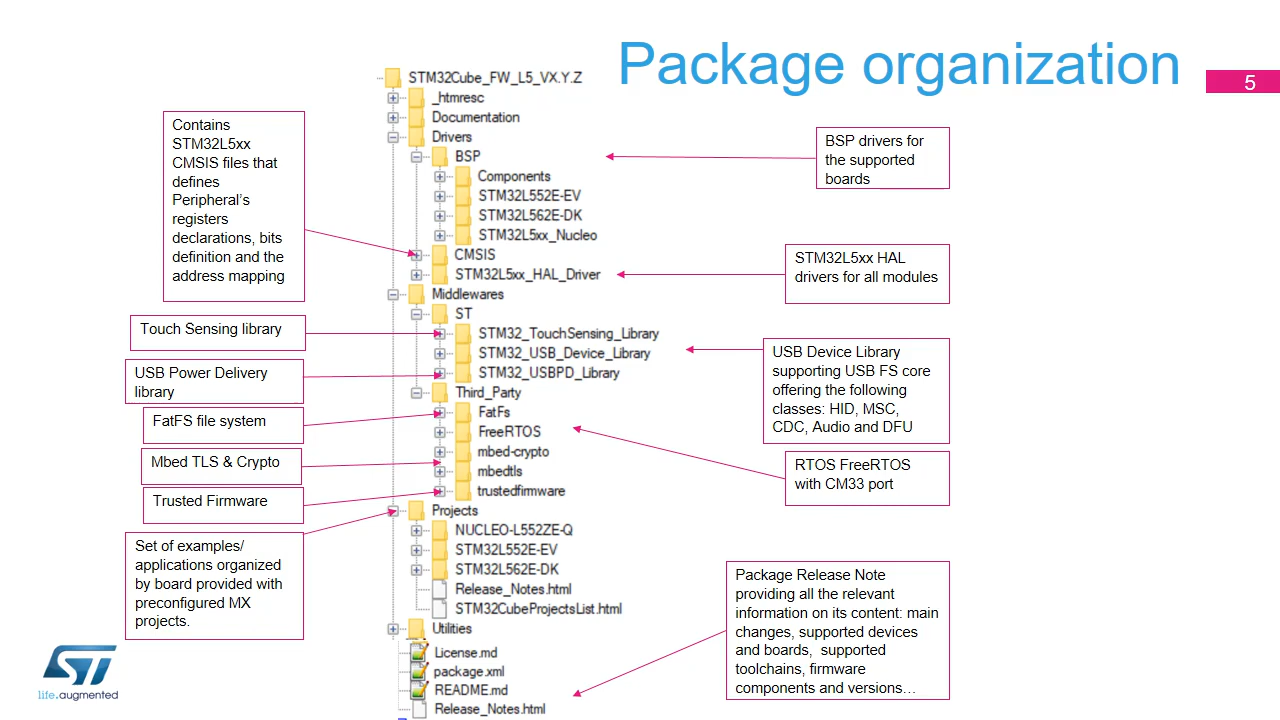 Package organization
5
STM32Cube_FW_L5_VX.Y.Z
_htmresc
Documentation
Drivers
BSP
Components
STM32L552E-EV
STM32L562E-DK
STM32L5xx_Nucleo
CMSIS
STM32L5xx_HAL_Driver
Middlewares
ST
STM32_TouchSensing_Library
STM32_USB_Device_Library
STM32_USBPD_Library
Third_Party
FatFs
FreeRTOS
mbed-crypto
mbedtls
trustedfirmware
Projects
NUCLEO-L552ZE-Q
STM32L552E-EV
STM32L562E-DK
Release_Notes.html
STM32CubeProjectsList.html
Utilities
License.md
package.xml
README.md
Release_Notes.html
Contains
STM32L5xx
CMSIS files that
defines
Peripheral's
registers
declarations, bits
definition and the
address mapping
Touch Sensing library
USB Power Delivery
library
FatFS file system
Mbed TLS & Crypto
Trusted Firmware
Set of examples/
applications organized
by board provided with
preconfigured MX
projects.
BSP drivers for
the supported
boards
STM32L5xx HAL
drivers for all modules
USB Device Library
supporting USB FS core
offering the following
classes: HID, MSC,
CDC, Audio and DFU
RTOS FreeRTOS
with CM33 port
Package Release Note
providing all the relevant
information on its content: main
changes, supported devices
and boards, supported
toolchains, firmware
components and versions…
ST
life.augmented